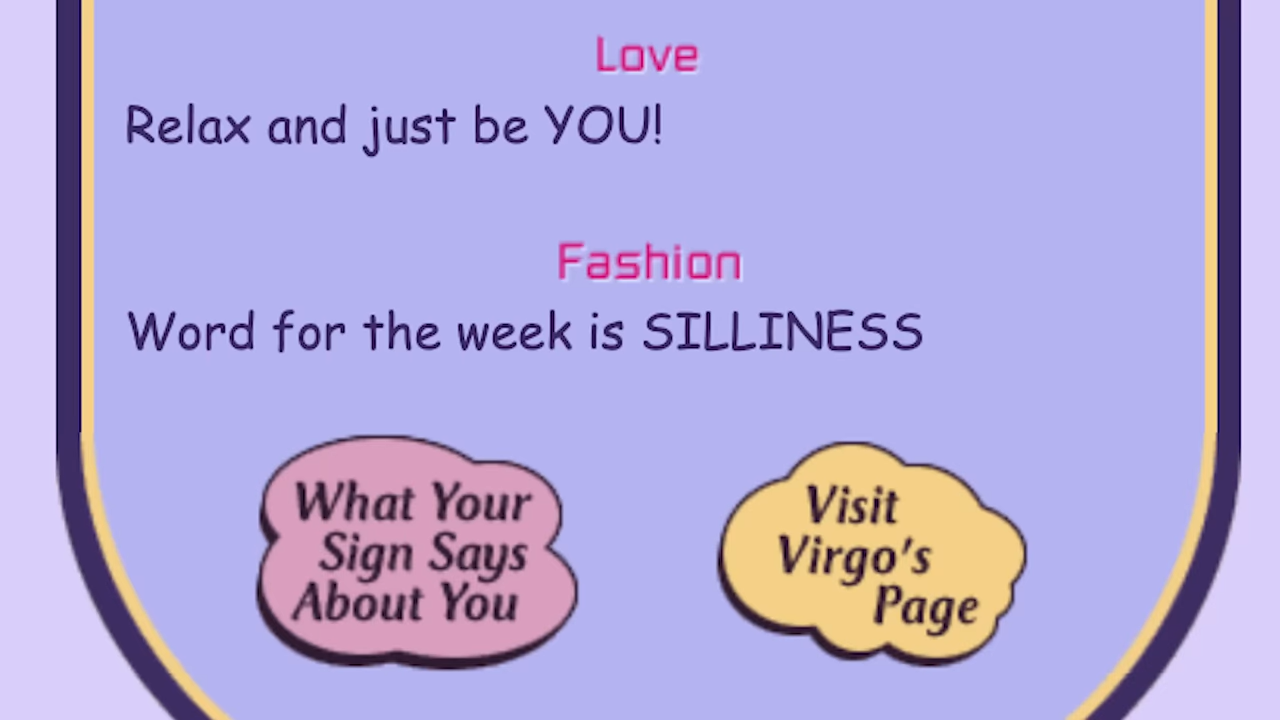 Love
Relax and just be YOU!
Fashion
Word for the week is SILLINESS
What Your
Sign Says
About You
Visit
Virgo's
Page